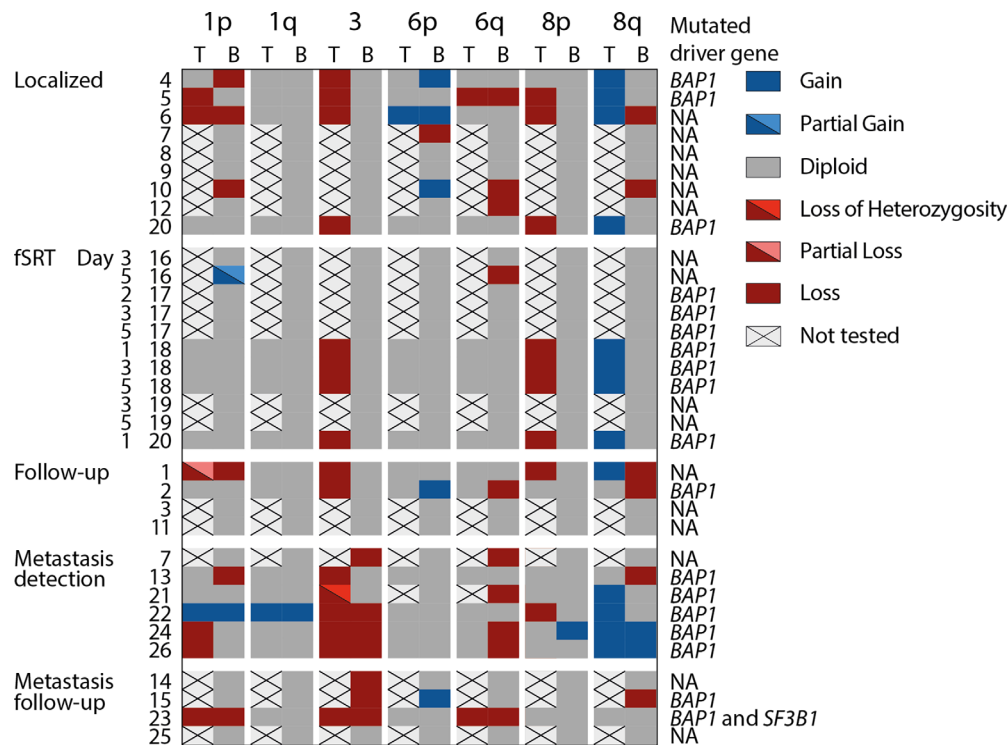 1p 1q 3 6p 6q 8p 8q Mutated
T B T B T B T B T B T B T B driver gene
Localized 4 BAP1
5 BAP1
6 NA
7 NA
8 NA
9 NA
10 NA
12 NA
20 BAP1
fSRT Day 3 16 NA
5 16 NA
2 17 BAP1
3 17 BAP1
5 17 BAP1
1 18 BAP1
3 18 BAP1
5 18 BAP1
3 19 NA
5 19 NA
1 20 BAP1
Follow-up 1 NA
2 BAP1
3 NA
11 NA
Metastasis 7 NA
detection 13 BAP1
21 BAP1
22 BAP1
24 BAP1
26 BAP1
Metastasis 14 NA
follow-up 15 BAP1
23 BAP1 and SF3B1
25 NA
Gain
Partial Gain
Diploid
Loss of Heterozygosity
Partial Loss
Loss
Not tested